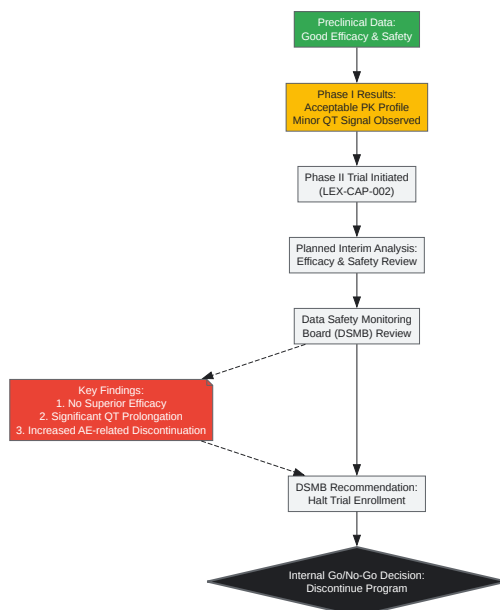 Preclinical Data:
Good Efficacy & Safety
Phase I Results:
Acceptable PK Profile
Minor QT Signal Observed
Phase II Trial Initiated
(LEX-CAP-002)
Planned Interim Analysis:
Efficacy & Safety Review
Data Safety Monitoring
Board (DSMB) Review
Key Findings:
1. No Superior Efficacy
2. Significant QT Prolongation
3. Increased AE-related Discontinuation
DSMB Recommendation:
Halt Trial Enrollment
Internal Go/No-Go Decision:
Discontinue Program